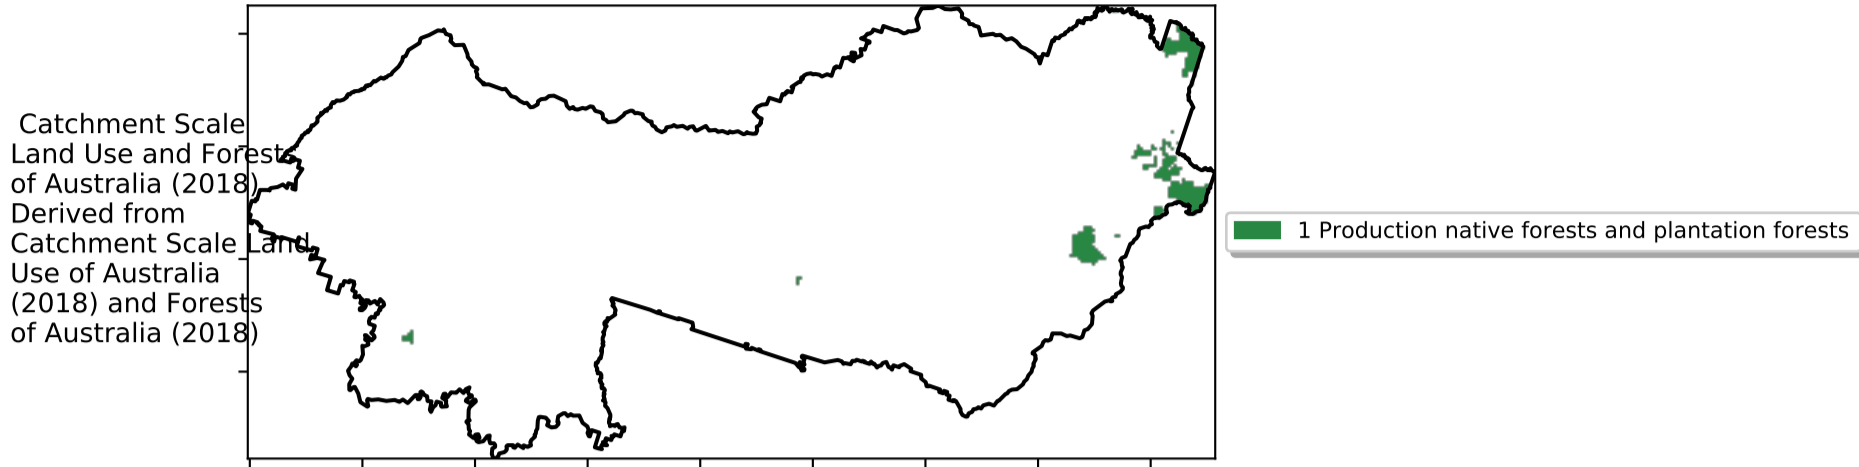 Catchment Scale
Land Use and Forests
of Australia (2018)
Derived from
Catchment Scale Land
Use of Australia
(2018) and Forests
of Australia (2018)
1 Production native forests and plantation forests